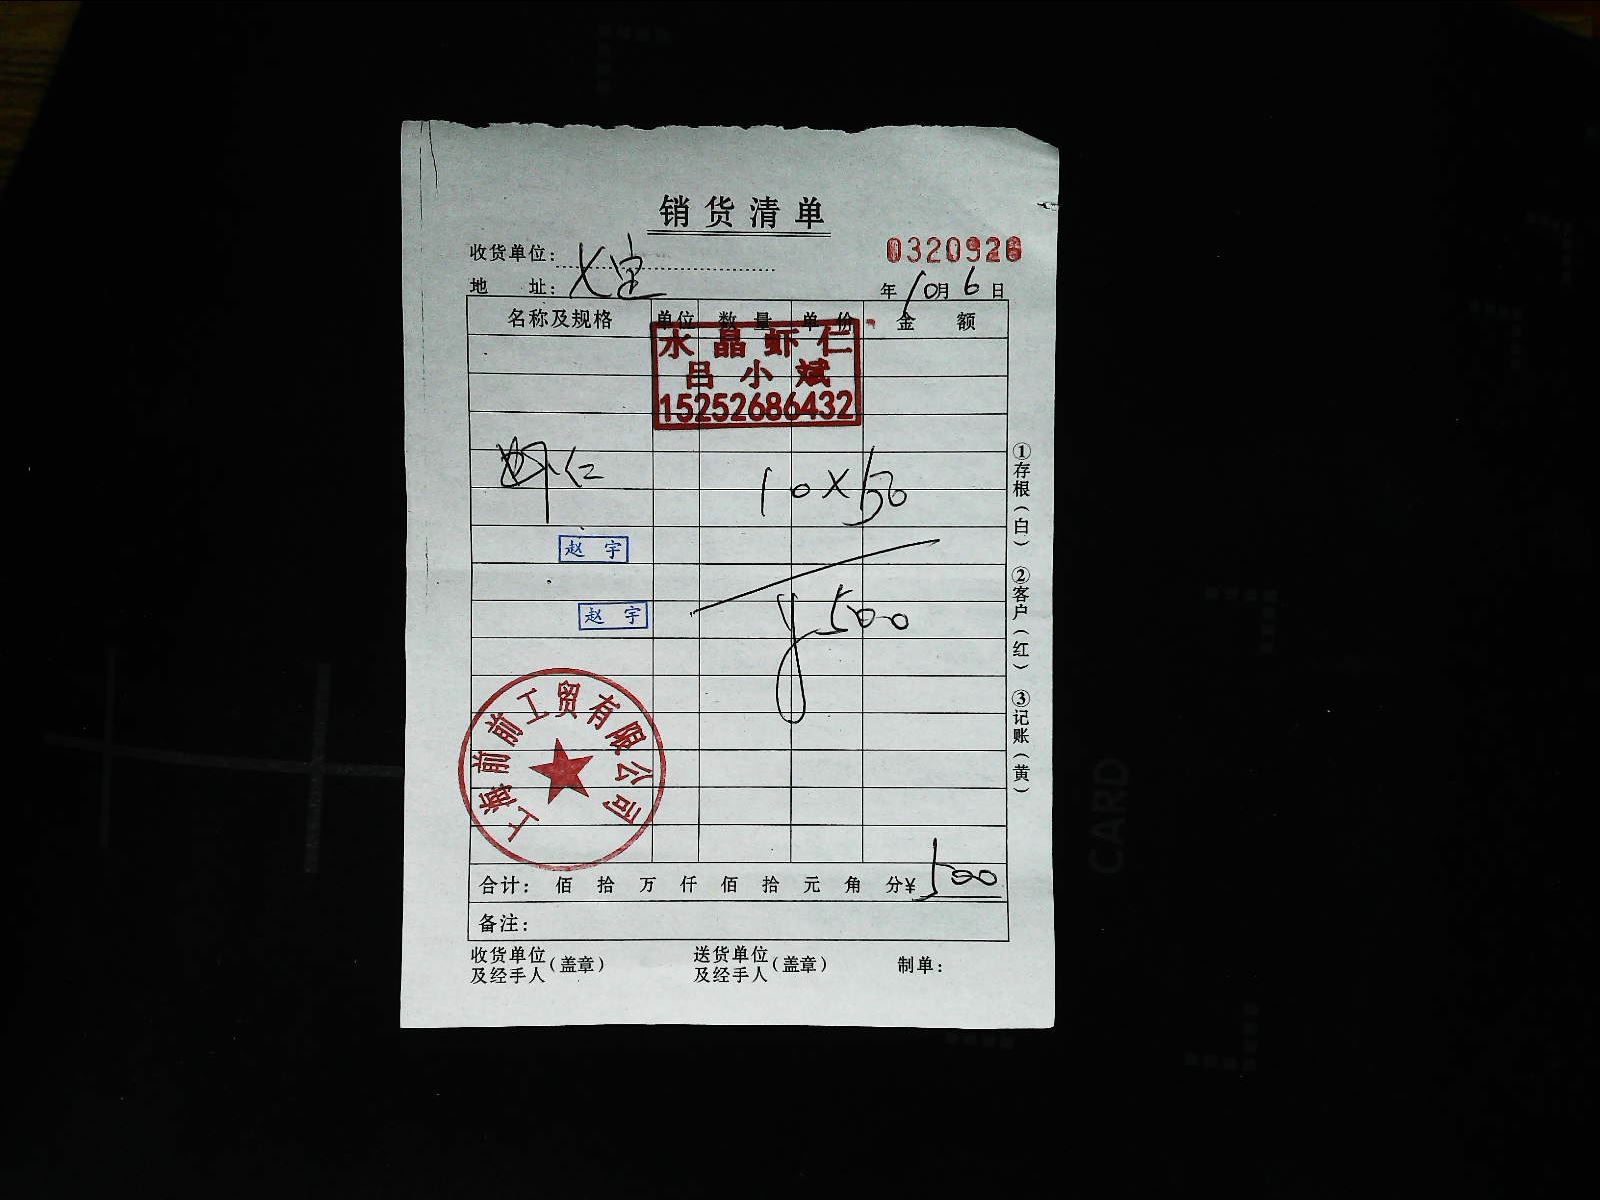 销货清单
收货单位：
0320926
地 址：
年 10月 6 日
名称及规格 单位 数量 单价 金 额
水晶虾仁
吕小斌
15252686432
虾仁 10×50
赵宇
¥500
赵宇
上海前前工贸有限公司
合计： 佰 拾 万 仟 佰 拾 元 角 分¥ 500
备注：
收货单位及经手人（盖章） 送货单位及经手人（盖章） 制单：
①存根（白） ②客户（红） ③记账（黄）
CARD